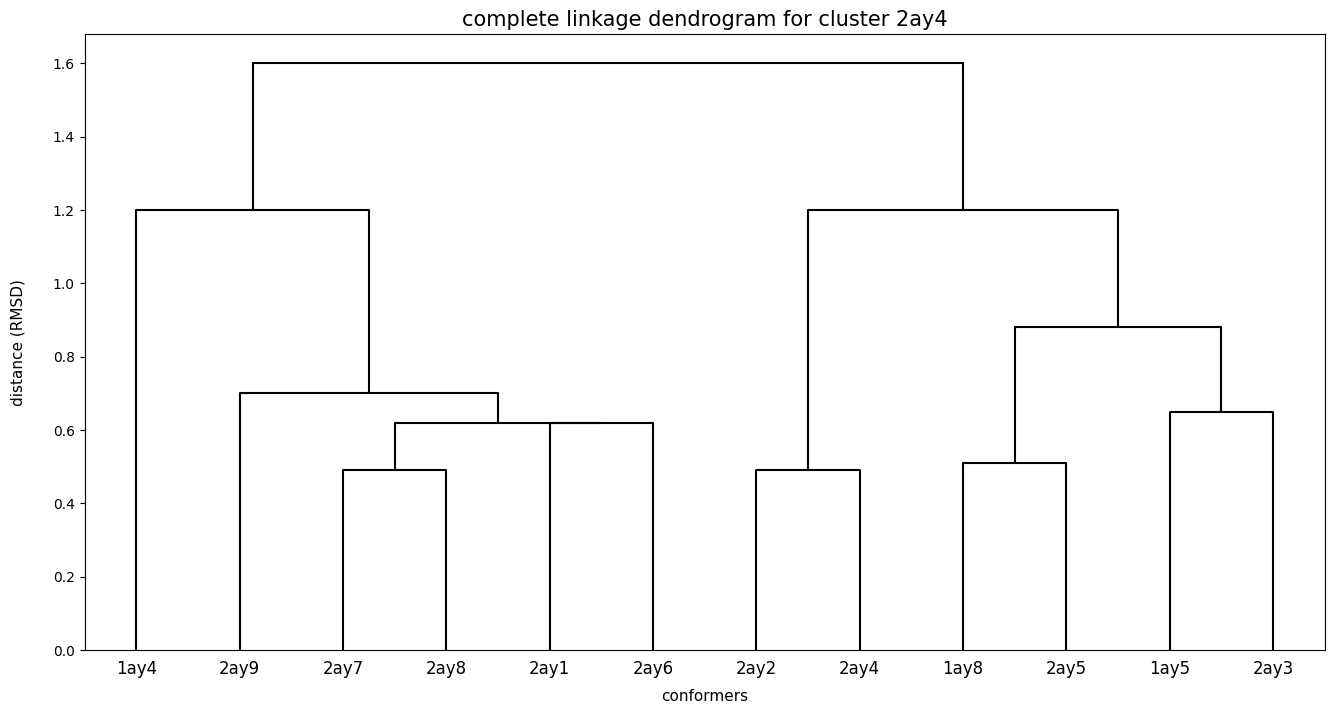 complete linkage dendrogram for cluster 2ay4
1.6
1.4
1.2
1.0
0.8
0.6
0.4
0.2
0.0
distance (RMSD)
1ay4 2ay9 2ay7 2ay8 2ay1 2ay6 2ay2 2ay4 1ay8 2ay5 1ay5 2ay3
conformers